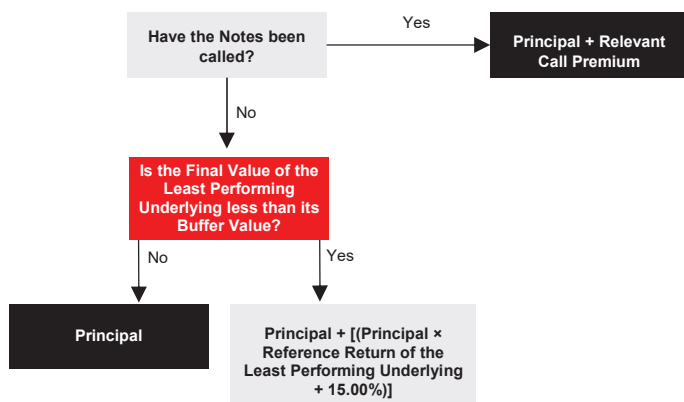 Have the Notes been
called?
Yes
Principal + Relevant
Call Premium
No
Is the Final Value of the
Least Performing
Underlying less than its
Buffer Value?
No
Yes
Principal
Principal + [(Principal ×
Reference Return of the
Least Performing Underlying
+ 15.00%)]